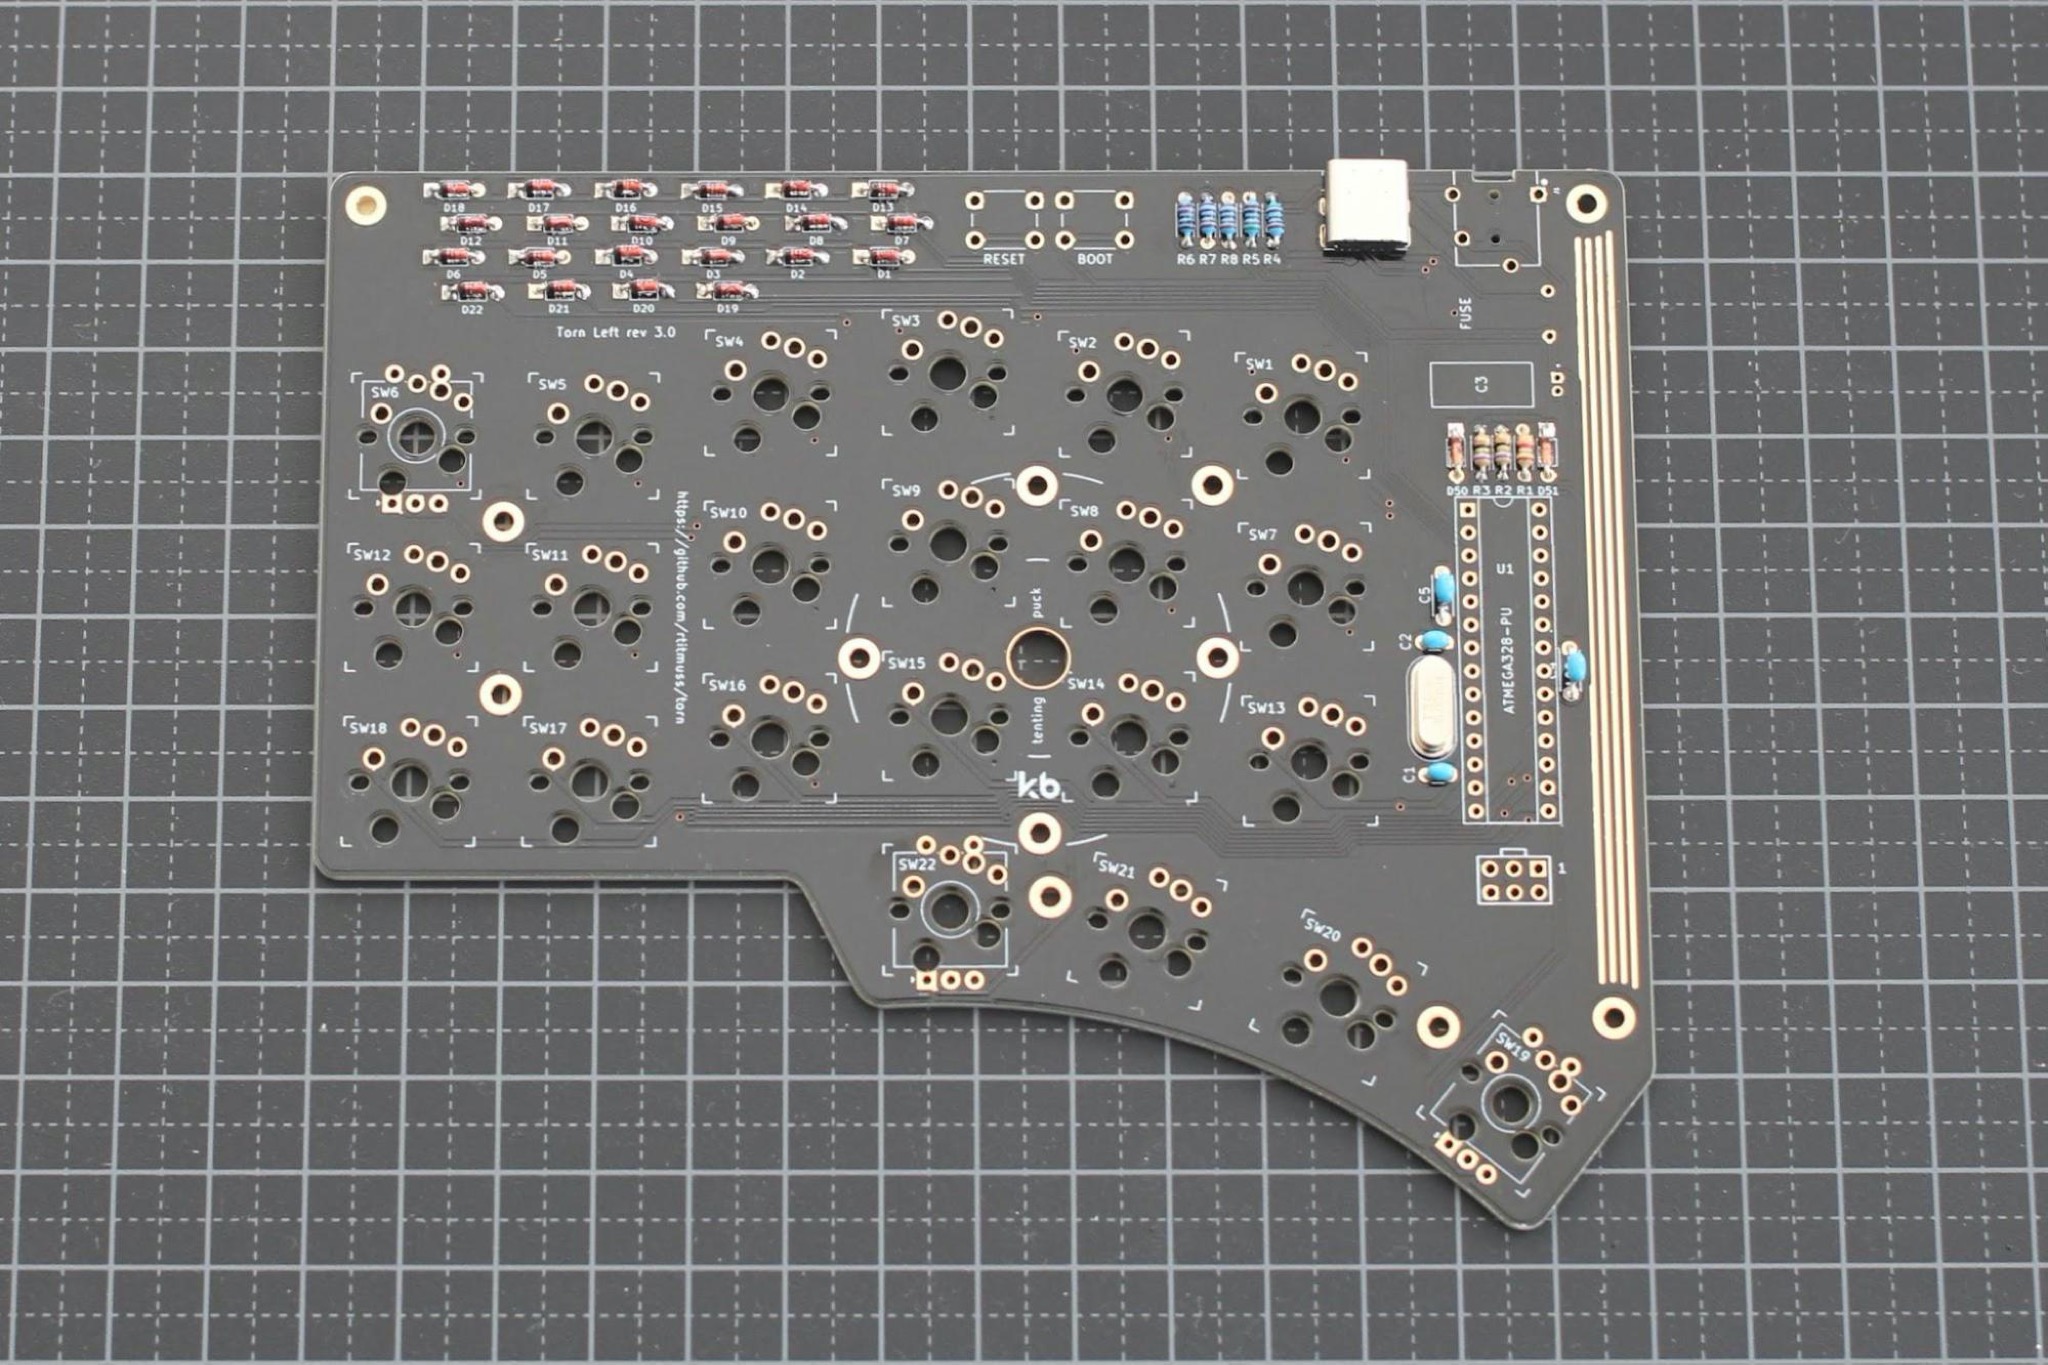 D18 D17 D16 D15 D14 D13
D12 D11 D10 D9 D8 D7
D6 D5 D4 D3 D2 D1
D22 D21 D20 D19
RESET BOOT
R6 R7 R8 R5 R4
Torn Left rev 3.0
FUSE
SW6 SW5 SW4 SW3 SW2 SW1
C3
D50 R3 R2 R1 D51
https://github.com/rtitmuss/torn
SW12 SW11 SW10 SW9 SW8 SW7
U1
ATMEGA328-PU
C5
C2
C1
puck
tenting
SW18 SW17 SW16 SW15 SW14 SW13
kb
SW22 SW21 SW20 SW19
1